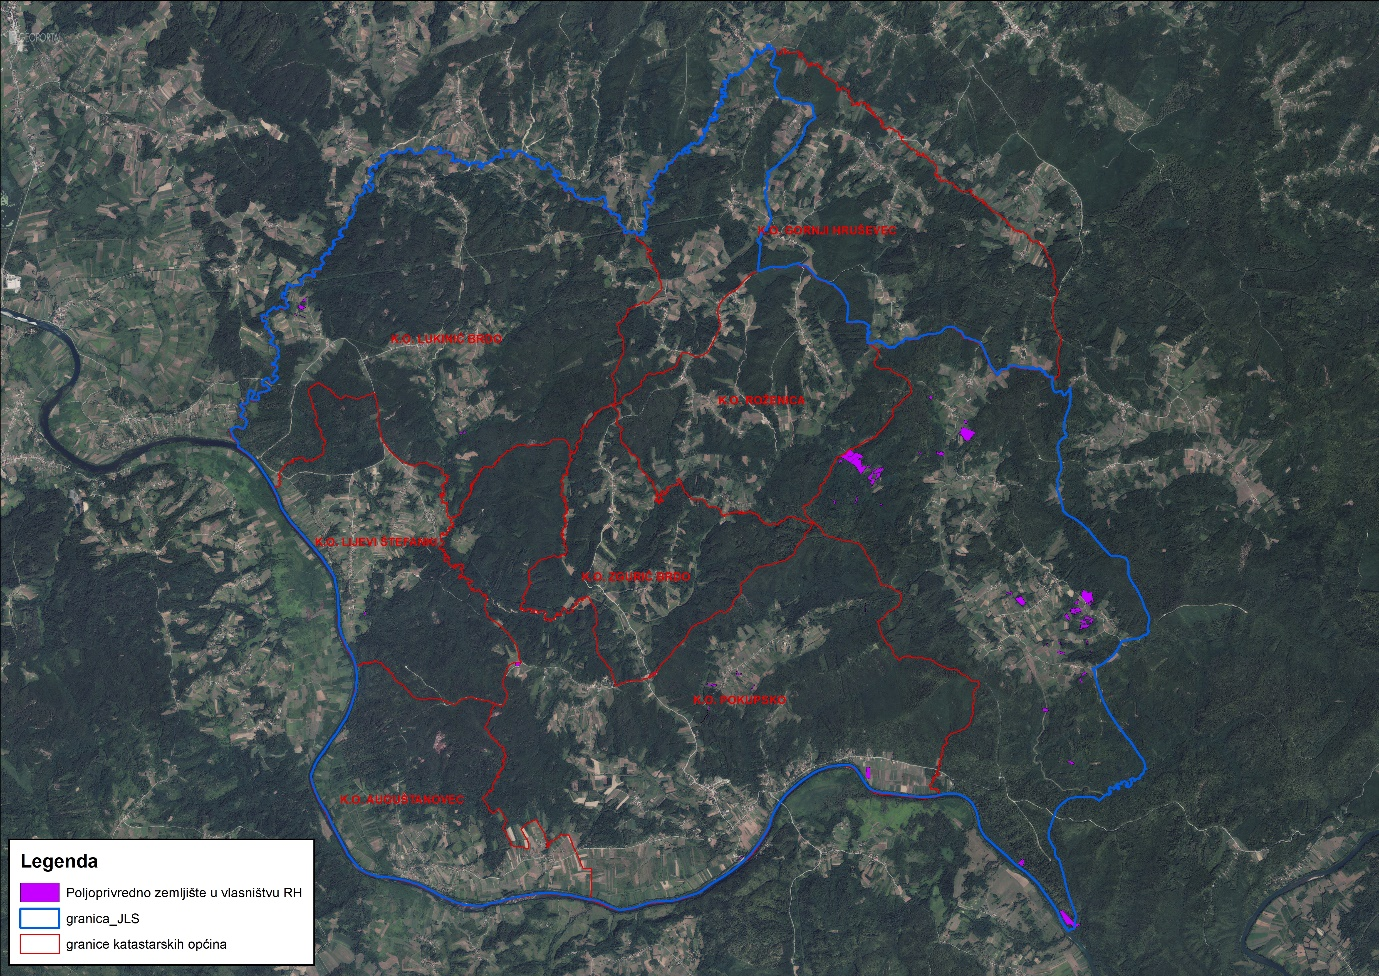 GEOPORTAL
K.O. GORNJI HRUŠEVEC
K.O. LUKINIĆ BRDO
K.O. ROŽENICA
K.O. LIJEVI ŠTEFANKI
K.O. ZGURIĆ BRDO
K.O. POKUPSKO
K.O. AUGUŠTANOVEC
Legenda
Poljoprivredno zemljište u vlasništvu RH
granica_JLS
granice katastarskih općina